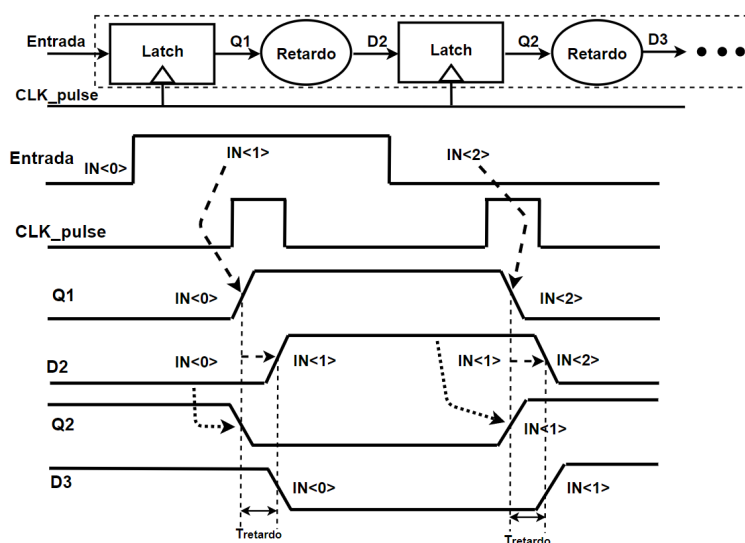 Entrada Latch Q1 Retardo D2 Latch Q2 Retardo D3
CLK_pulse
Entrada IN<0> IN<1> IN<2>
CLK_pulse
Q1 IN<0> IN<2>
D2 IN<0> IN<1> IN<1> IN<2>
Q2 IN<1>
D3 IN<0> IN<1>
Tretardo Tretardo